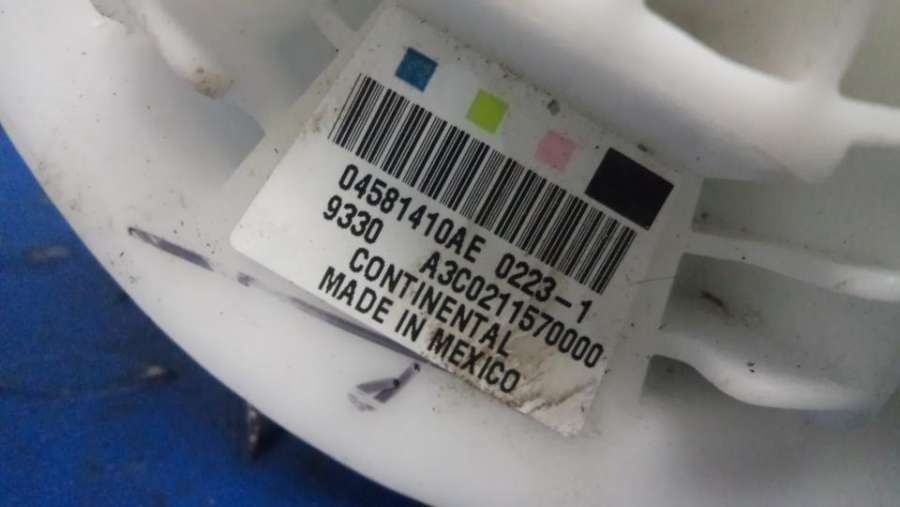 04581410AE 0223-1
9330 A3C0211570000
CONTINENTAL
MADE IN MEXICO